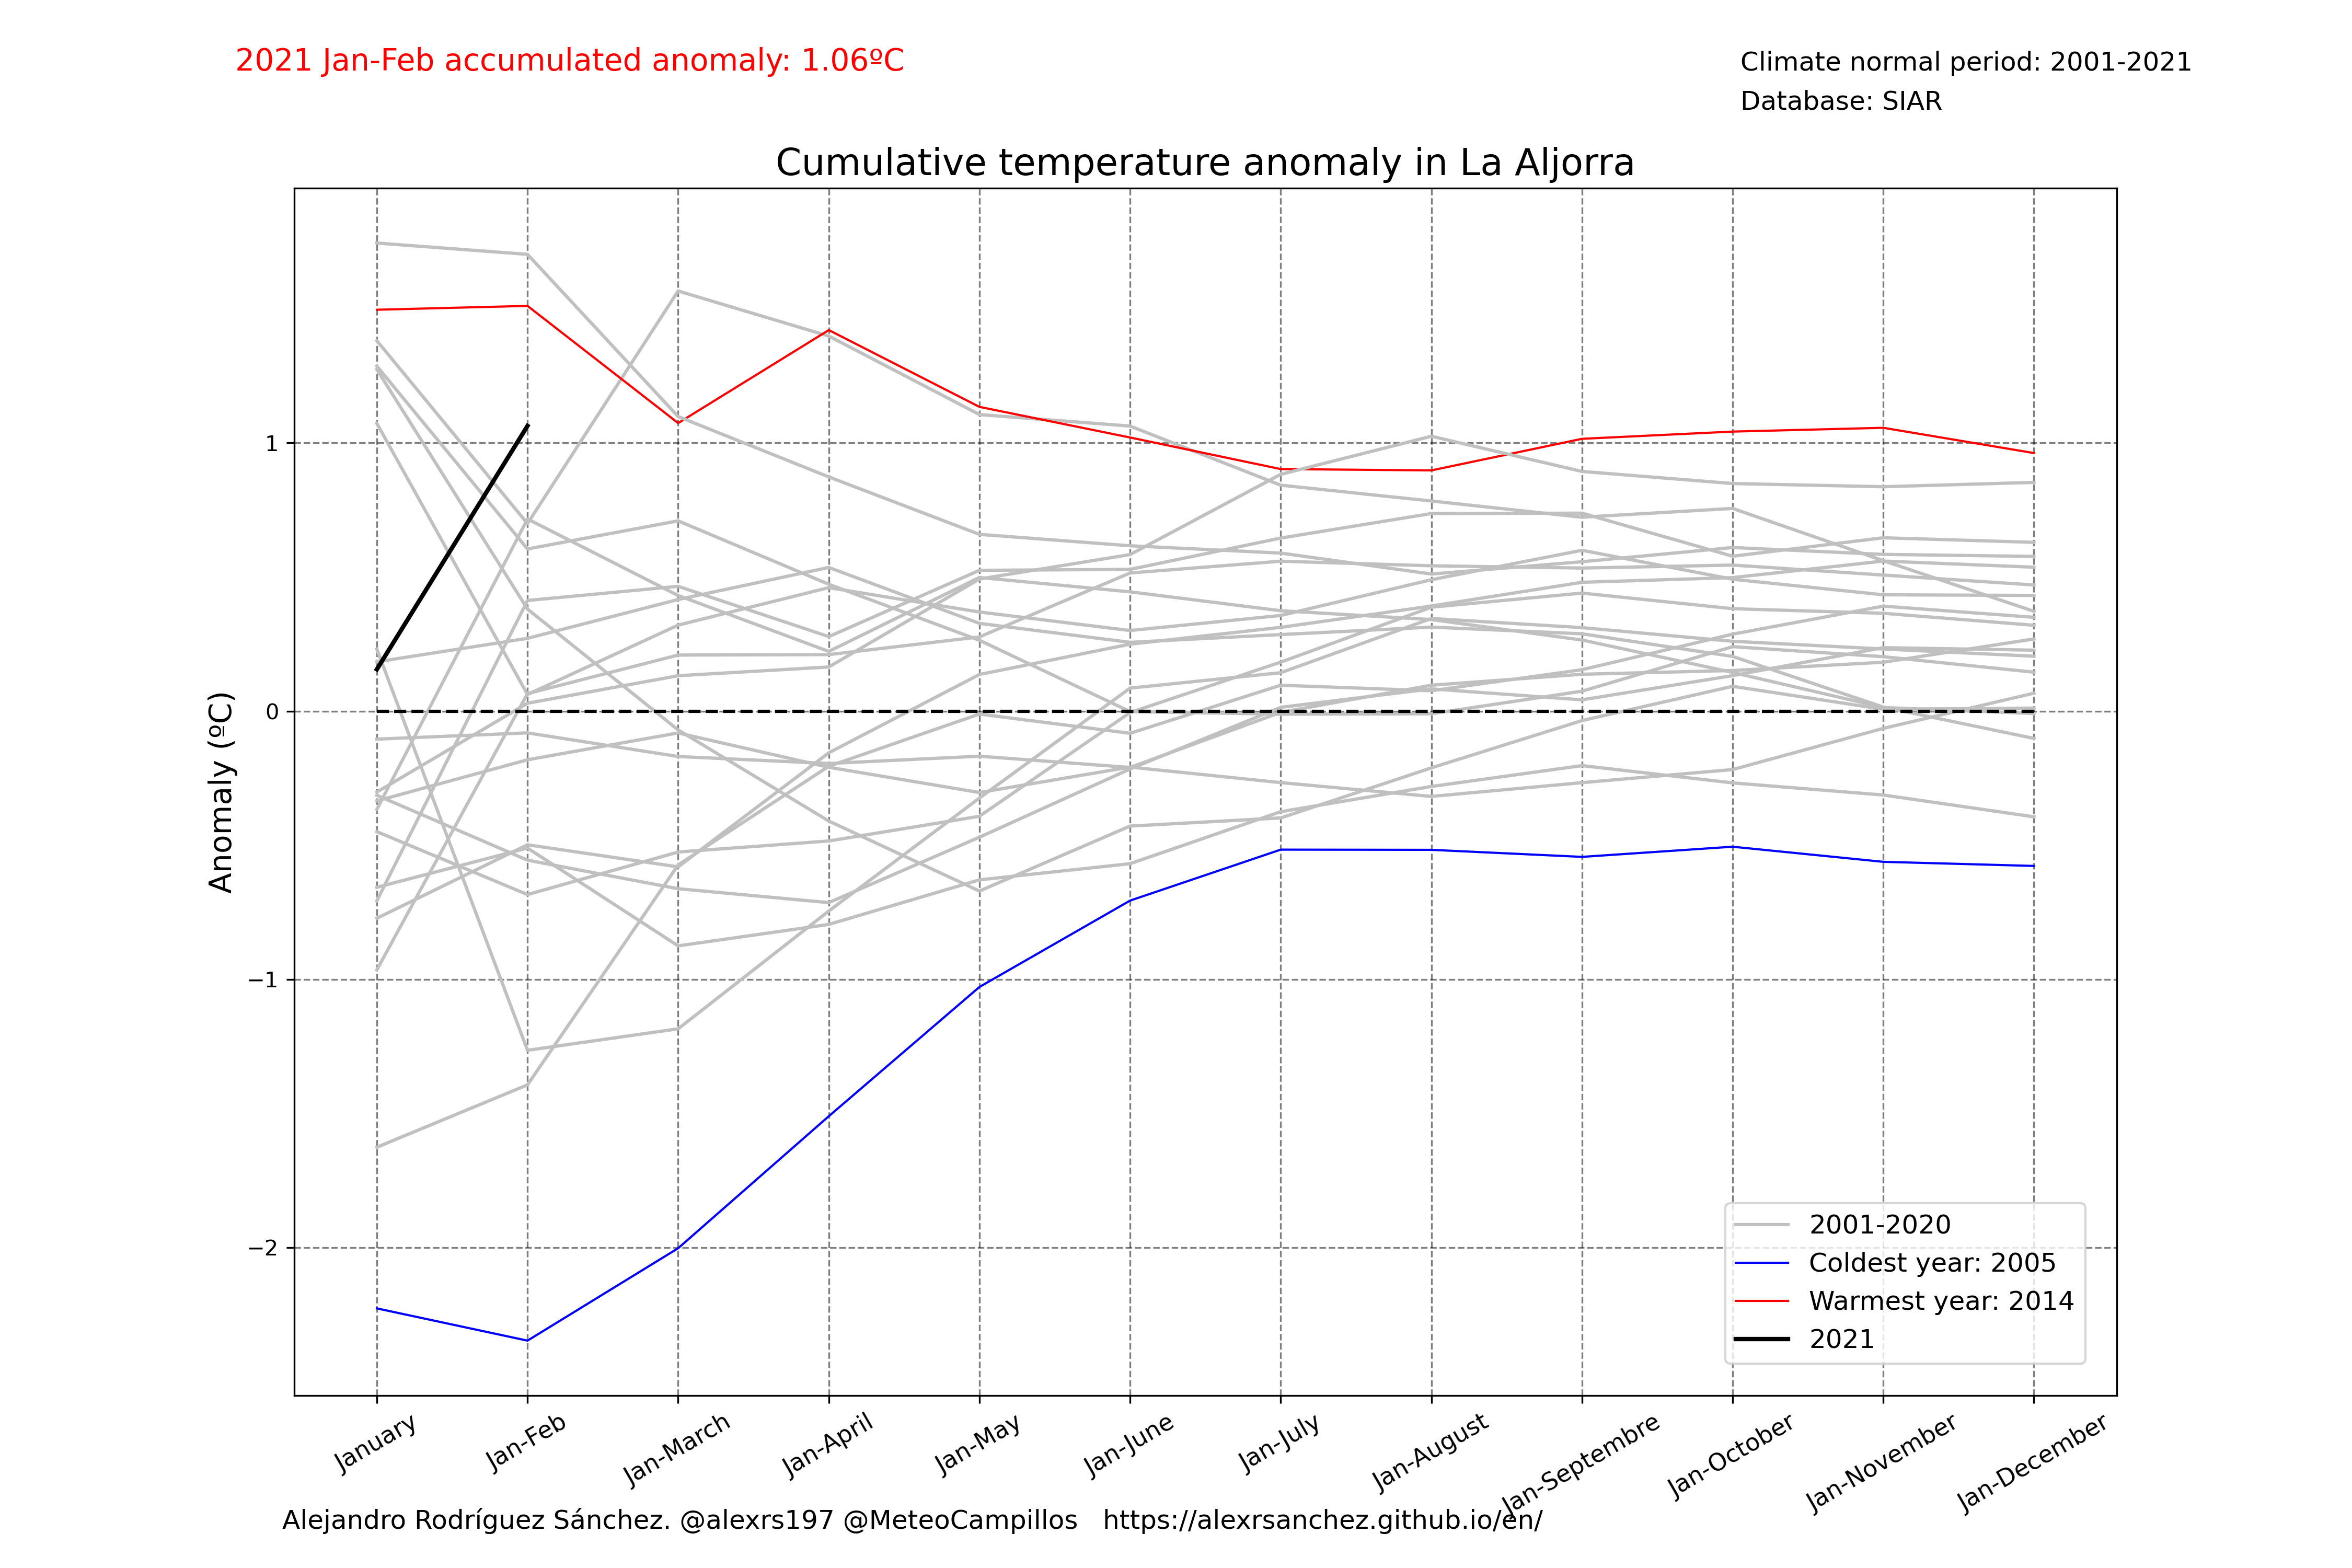 2021 Jan-Feb accumulated anomaly: 1.06ºC
Climate normal period: 2001-2021
Database: SIAR
Cumulative temperature anomaly in La Aljorra
Anomaly (ºC)
1
0
−1
−2
2001-2020
Coldest year: 2005
Warmest year: 2014
2021
January
Jan-Feb
Jan-March
Jan-April
Jan-May
Jan-June
Jan-July
Jan-August
Jan-Septembre
Jan-October
Jan-November
Jan-December
Alejandro Rodríguez Sánchez. @alexrs197 @MeteoCampillos https://alexrsanchez.github.io/en/